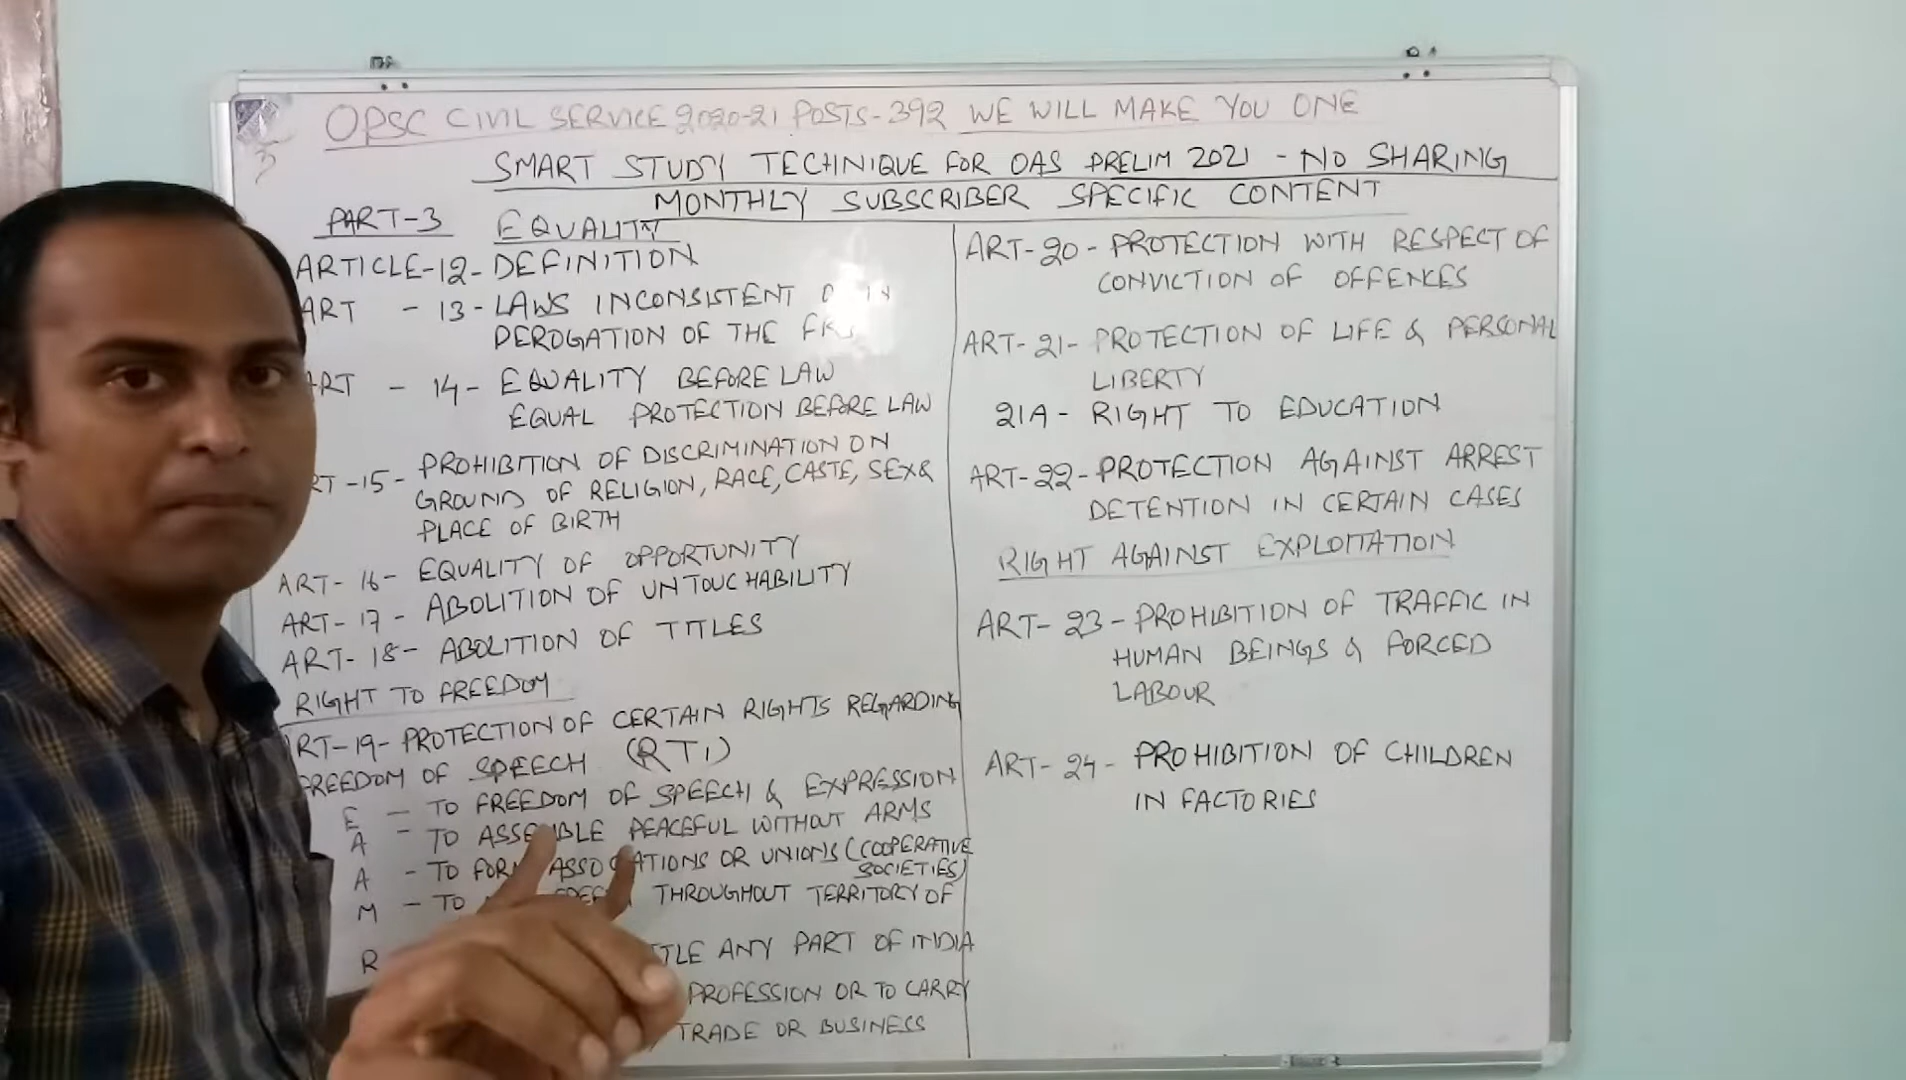 OPSC CIVIL SERVICE 2020-21 POSTS-392 WE WILL MAKE YOU ONE
SMART STUDY TECHNIQUE FOR OAS PRELIM 2021 - NO SHARING
MONTHLY SUBSCRIBER SPECIFIC CONTENT
PART-3 EQUALITY
ARTICLE-12-DEFINITION
ART - 13-LAWS INCONSISTENT
DEROGATION OF THE
ART - 14- EQUALITY BEFORE LAW
EQUAL PROTECTION BEFORE LAW
RT-15- PROHIBITION OF DISCRIMINATION ON
GROUND OF RELIGION, RACE, CASTE, SEX &
PLACE OF BIRTH
ART- 16- EQUALITY OF OPPORTUNITY
ART- 17- ABOLITION OF UNTOUCHABILITY
ART- 18- ABOLITION OF TITLES
RIGHT TO FREEDOM
RT-19-PROTECTION OF CERTAIN RIGHTS REGARDING
FREEDOM OF SPEECH (RTI)
E - TO FREEDOM OF SPEECH & EXPRESSION
A - TO ASSEMBLE PEACEFUL WITHOUT ARMS
A - TO FORM ASSOCIATIONS OR UNIONS (COOPERATIVE
SOCIETIES)
M - TO THROUGHOUT TERRITORY OF
R TLE ANY PART OF INDIA
PROFESSION OR TO CARRY
TRADE OR BUSINESS
ART-20-PROTECTION WITH RESPECT OF
CONVICTION OF OFFENCES
ART-21-PROTECTION OF LIFE & PERSONAL
LIBERTY
21A- RIGHT TO EDUCATION
ART-22-PROTECTION AGAINST ARREST
DETENTION IN CERTAIN CASES
RIGHT AGAINST EXPLOITATION
ART-23-PROHIBITION OF TRAFFIC IN
HUMAN BEINGS & FORCED
LABOUR
ART-24- PROHIBITION OF CHILDREN
IN FACTORIES